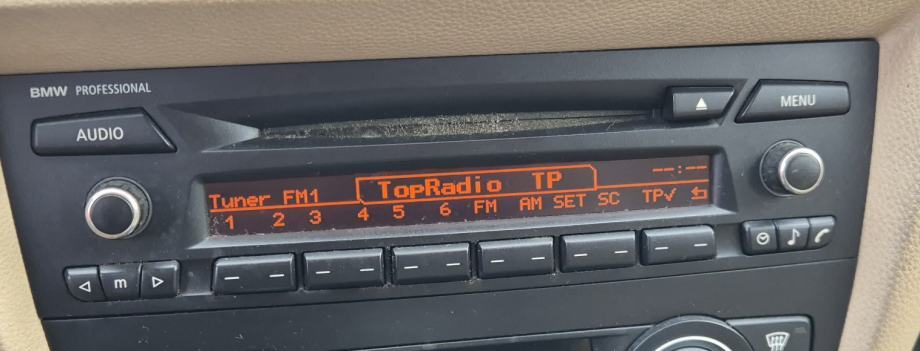 BMW PROFESSIONAL
AUDIO
MENU
Tuner FM1 TopRadio TP --:--
1 2 3 4 5 6 FM AM SET SC TP✓
m